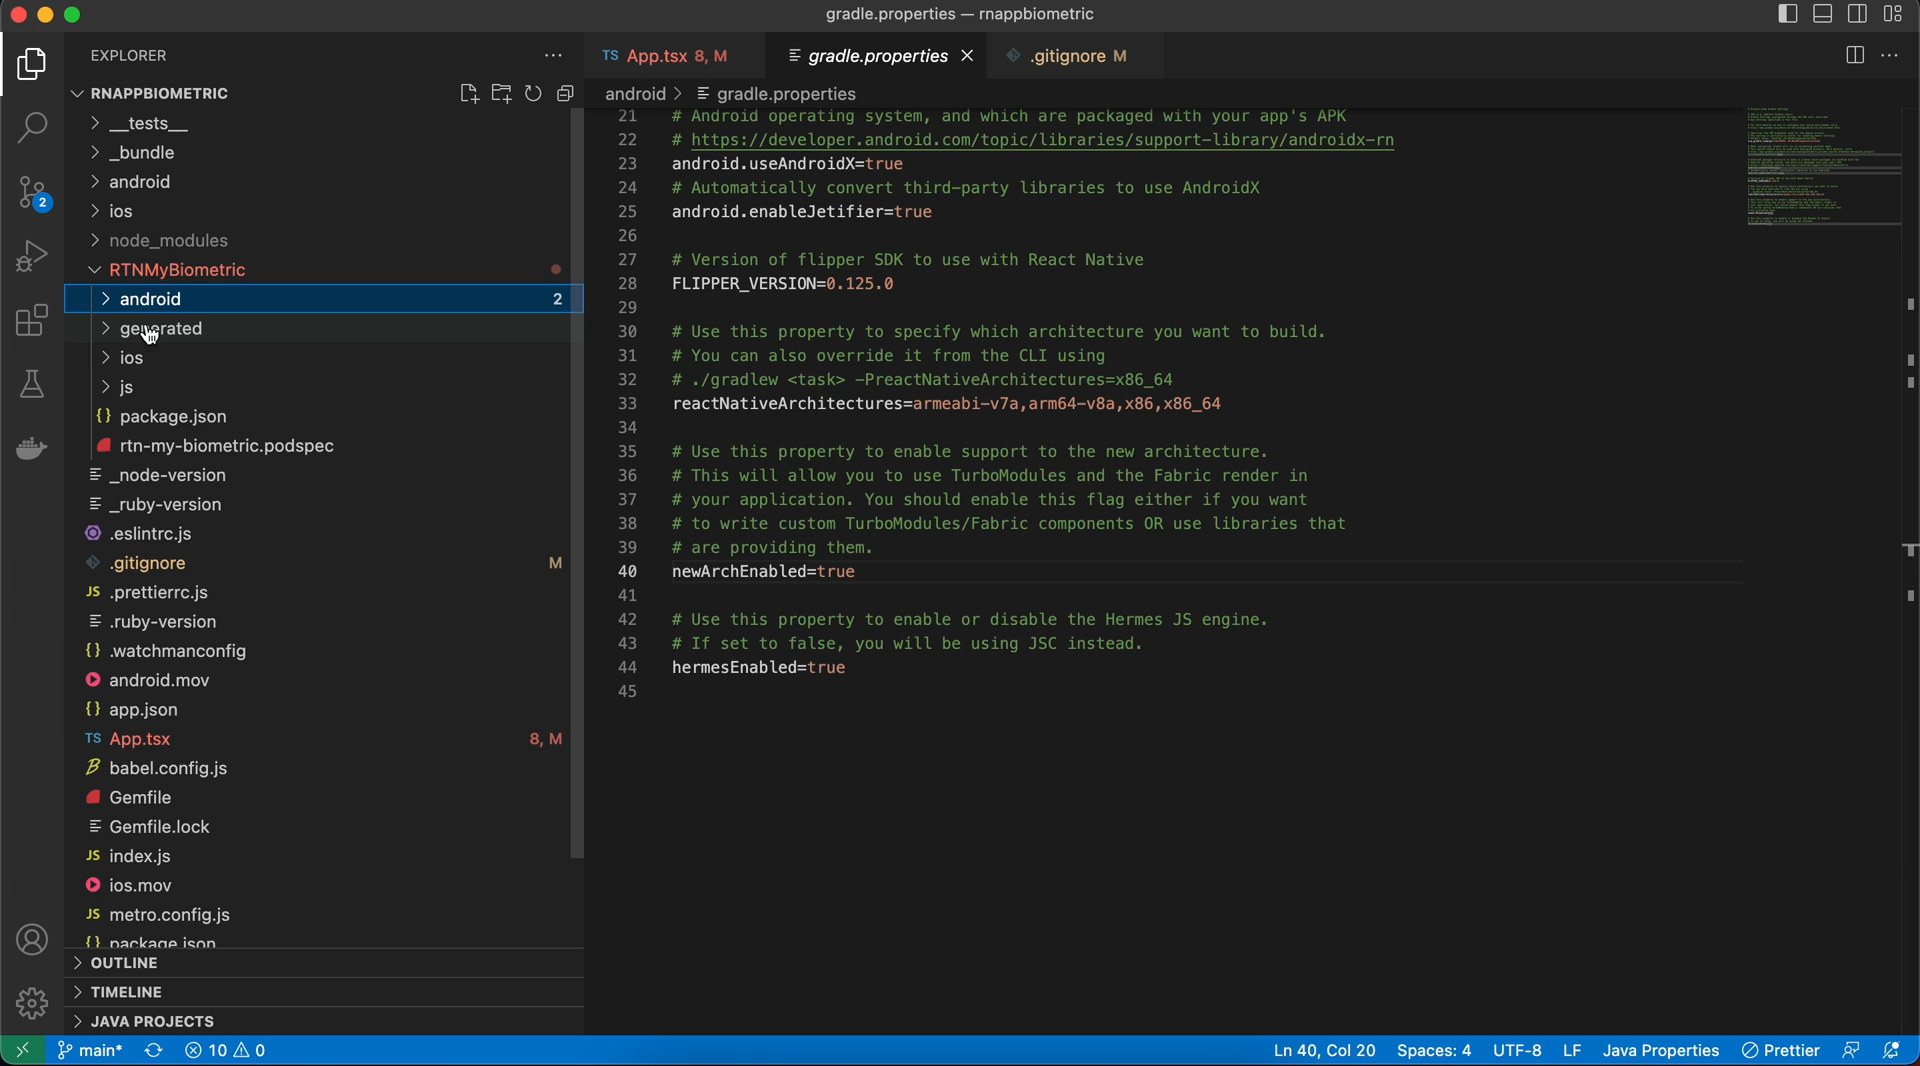 gradle.properties — rnappbiometric
EXPLORER
RNAPPBIOMETRIC
__tests__
_bundle
android
ios
node_modules
RTNMyBiometric
android 2
generated
ios
js
{} package.json
rtn-my-biometric.podspec
_node-version
_ruby-version
.eslintrc.js
.gitignore M
JS .prettierrc.js
.ruby-version
{} .watchmanconfig
android.mov
{} app.json
TS App.tsx 8, M
babel.config.js
Gemfile
Gemfile.lock
JS index.js
ios.mov
JS metro.config.js
{} package.json
OUTLINE
TIMELINE
JAVA PROJECTS
2
TS App.tsx 8, M
gradle.properties
.gitignore M
android > gradle.properties
21 # Android operating system, and which are packaged with your app's APK
22 # https://developer.android.com/topic/libraries/support-library/androidx-rn
23 android.useAndroidX=true
24 # Automatically convert third-party libraries to use AndroidX
25 android.enableJetifier=true
26
27 # Version of flipper SDK to use with React Native
28 FLIPPER_VERSION=0.125.0
29
30 # Use this property to specify which architecture you want to build.
31 # You can also override it from the CLI using
32 # ./gradlew <task> -PreactNativeArchitectures=x86_64
33 reactNativeArchitectures=armeabi-v7a,arm64-v8a,x86,x86_64
34
35 # Use this property to enable support to the new architecture.
36 # This will allow you to use TurboModules and the Fabric render in
37 # your application. You should enable this flag either if you want
38 # to write custom TurboModules/Fabric components OR use libraries that
39 # are providing them.
40 newArchEnabled=true
41
42 # Use this property to enable or disable the Hermes JS engine.
43 # If set to false, you will be using JSC instead.
44 hermesEnabled=true
45
main* 10 0
Ln 40, Col 20 Spaces: 4 UTF-8 LF Java Properties Prettier